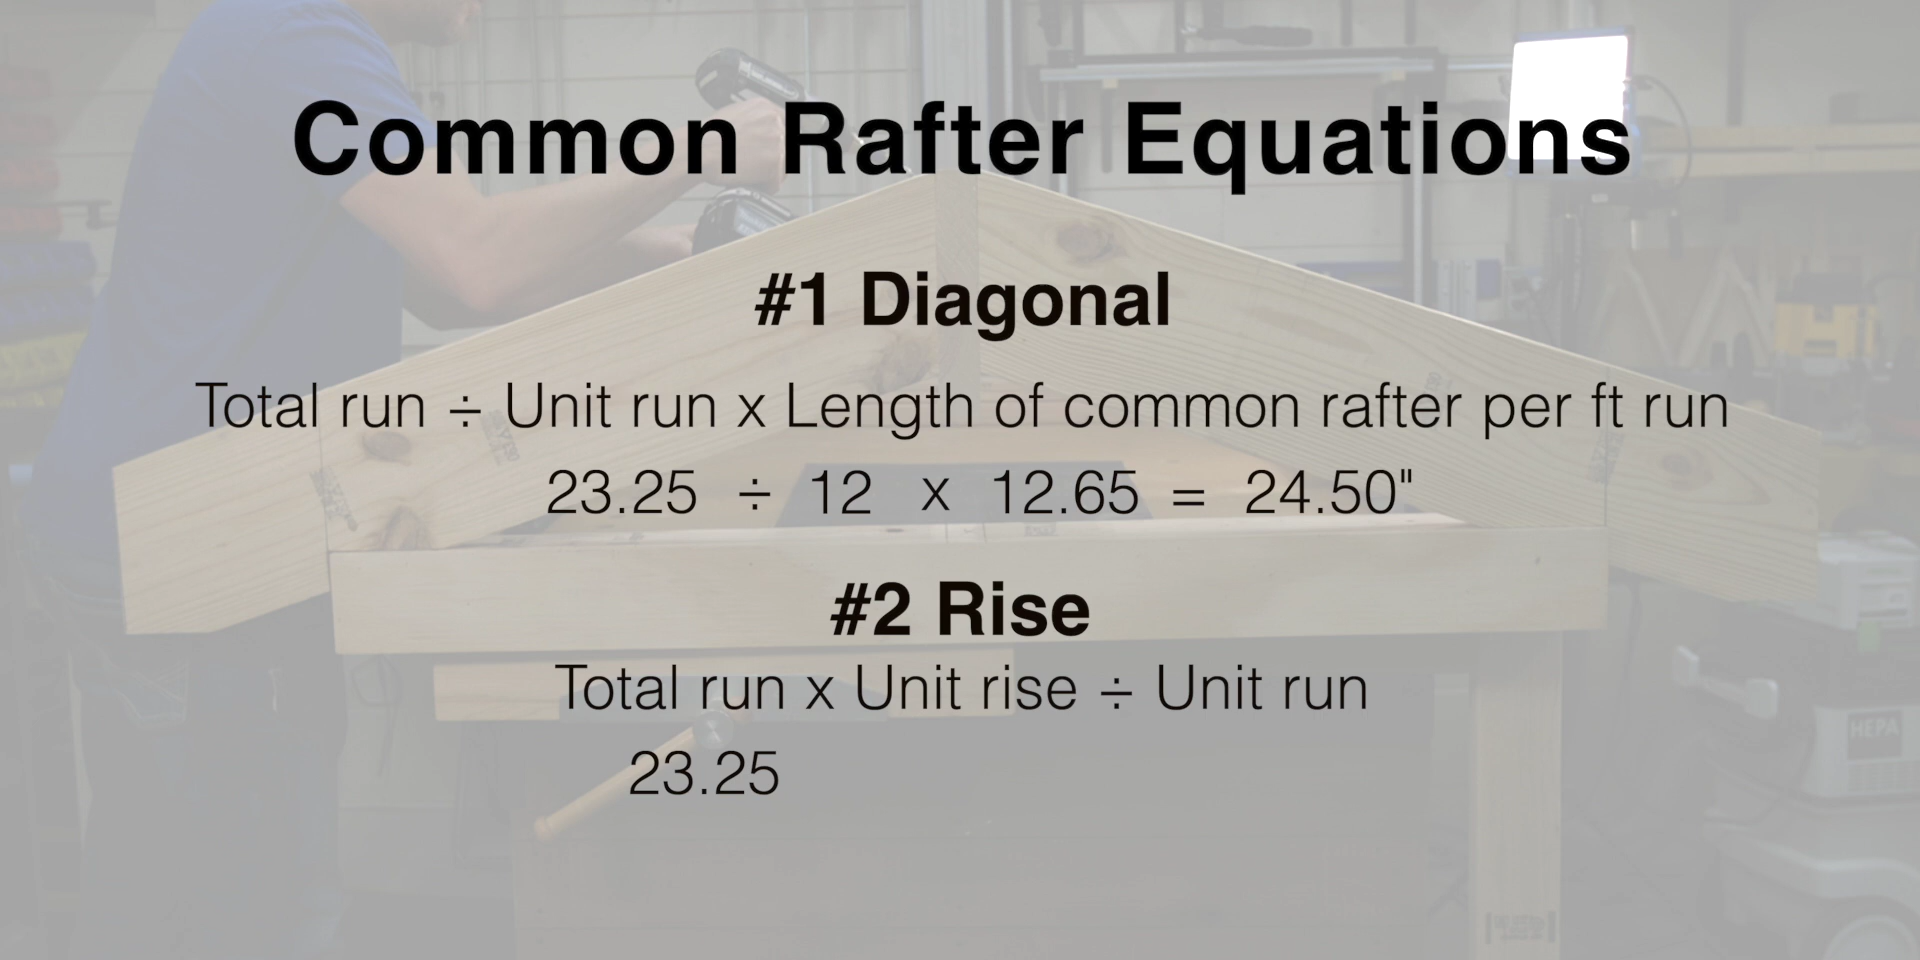 Common Rafter Equations
#1 Diagonal
Total run ÷ Unit run x Length of common rafter per ft run
23.25 ÷ 12 x 12.65 = 24.50"
#2 Rise
Total run x Unit rise ÷ Unit run
23.25
HEPA